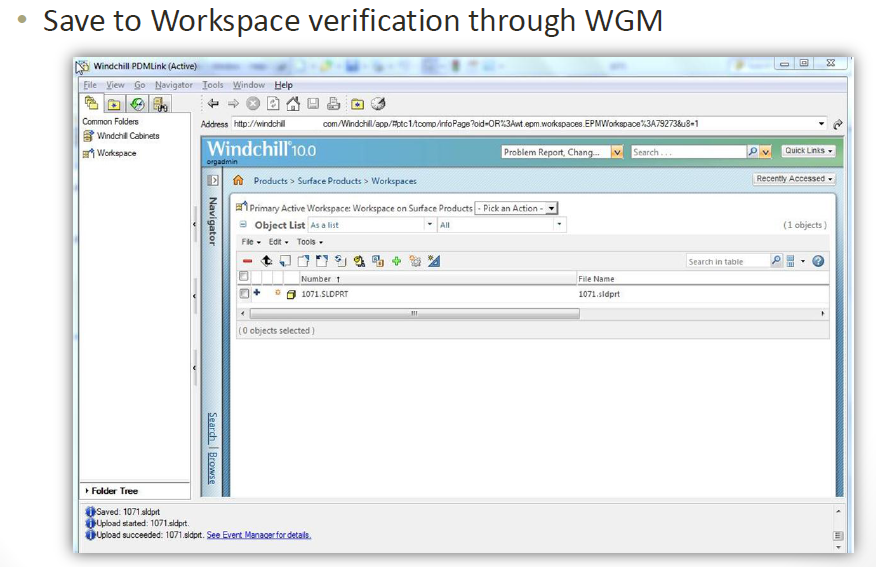 • Save to Workspace verification through WGM
Windchill PDMLink (Active)
File View Go Navigator Tools Window Help
Common Folders
Windchill Cabinets
Workspace
Address http://windchill com/Windchill/app/#ptc1/tcomp/infoPage?oid=OR%3Awt.epm.workspaces.EPMWorkspace%3A79273&u8=1
Windchill 10.0
orgadmin
Problem Report, Chang...
Search . . .
Quick Links
Products > Surface Products > Workspaces
Recently Accessed
Navigator
Primary Active Workspace: Workspace on Surface Products - Pick an Action -
Object List As a list All (1 objects)
File Edit Tools
Search in table
Number ↑ File Name
1071.SLDPRT 1071.sldprt
(0 objects selected)
Search | Browse
Folder Tree
Saved: 1071.sldprt
Upload started: 1071.sldprt.
Upload succeeded: 1071.sldprt. See Event Manager for details.